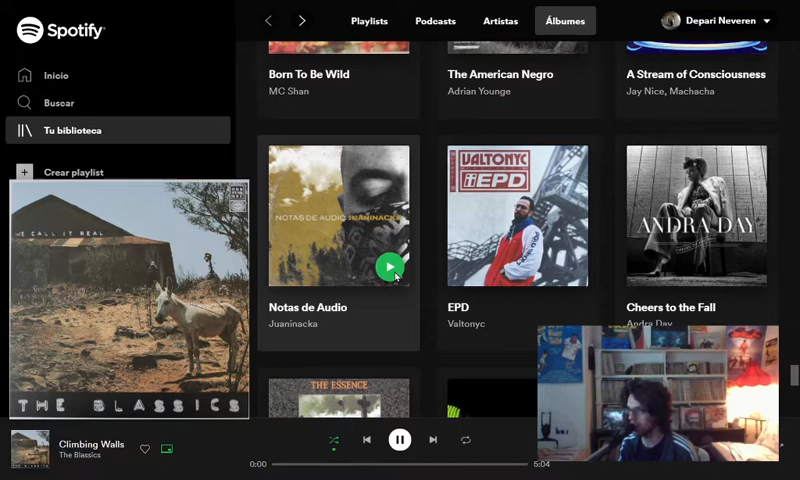 Spotify
Playlists
Podcasts
Artistas
Álbumes
Depari Neveren
Inicio
Buscar
Tu biblioteca
Crear playlist
Born To Be Wild
MC Shan
The American Negro
Adrian Younge
A Stream of Consciousness
Jay Nice, Machacha
NOTAS DE AUDIO JUANINACKA
VALTONYC
EPD
ANDRA DAY
Notas de Audio
Juaninacka
EPD
Valtonyc
Cheers to the Fall
Andra Day
WE CALL IT REAL
THE BLASSICS
THE ESSENCE
Climbing Walls
The Blassics
0:00
5:04